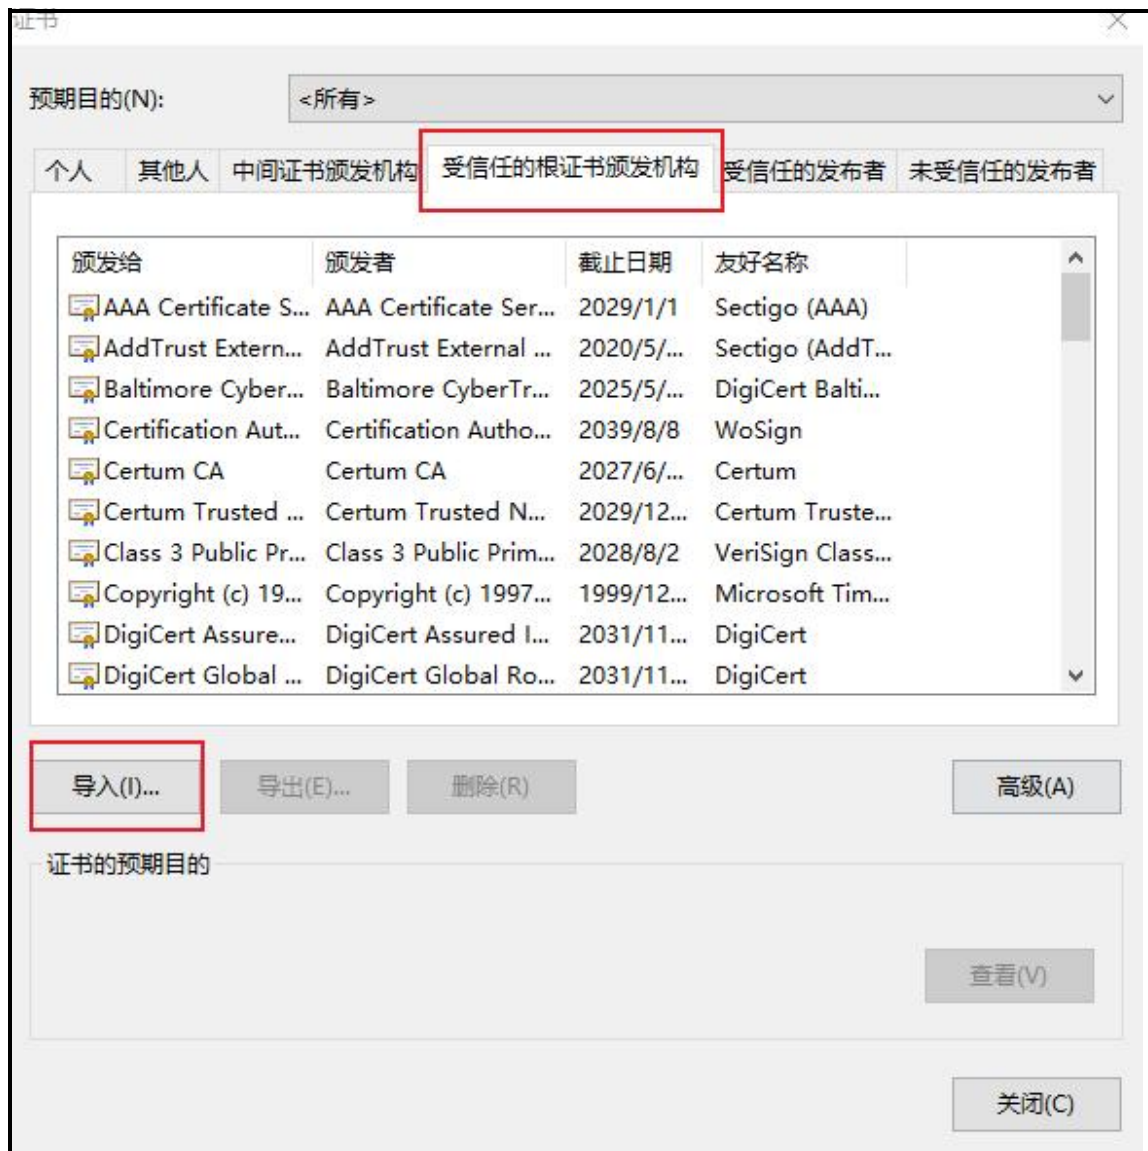 证书
预期目的(N): <所有>
个人 其他人 中间证书颁发机构 受信任的根证书颁发机构 受信任的发布者 未受信任的发布者
颁发给 颁发者 截止日期 友好名称
AAA Certificate S... AAA Certificate Ser... 2029/1/1 Sectigo (AAA)
AddTrust Extern... AddTrust External ... 2020/5/... Sectigo (AddT...
Baltimore Cyber... Baltimore CyberTr... 2025/5/... DigiCert Balti...
Certification Aut... Certification Autho... 2039/8/8 WoSign
Certum CA Certum CA 2027/6/... Certum
Certum Trusted ... Certum Trusted N... 2029/12... Certum Truste...
Class 3 Public Pr... Class 3 Public Prim... 2028/8/2 VeriSign Class...
Copyright (c) 19... Copyright (c) 1997... 1999/12... Microsoft Tim...
DigiCert Assure... DigiCert Assured I... 2031/11... DigiCert
DigiCert Global ... DigiCert Global Ro... 2031/11... DigiCert
导入(I)... 导出(E)... 删除(R) 高级(A)
证书的预期目的
查看(V)
关闭(C)